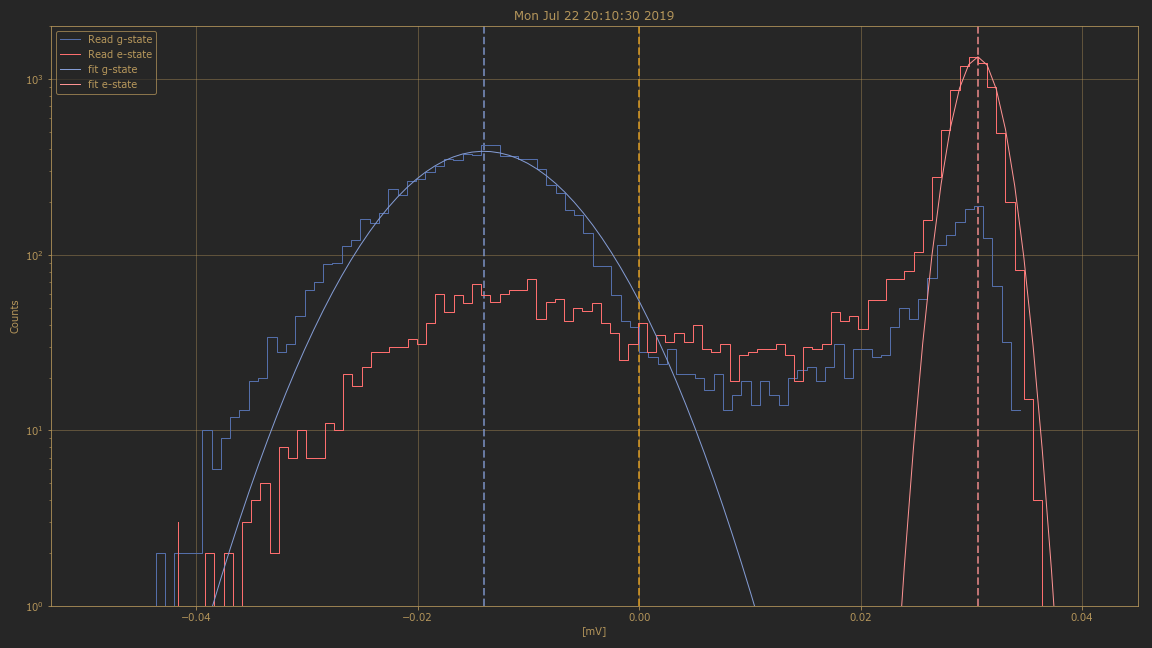 Mon Jul 22 20:10:30 2019
Read g-state
Read e-state
fit g-state
fit e-state
10³
10²
10¹
10⁰
Counts
−0.04
−0.02
0.00
0.02
0.04
[mV]